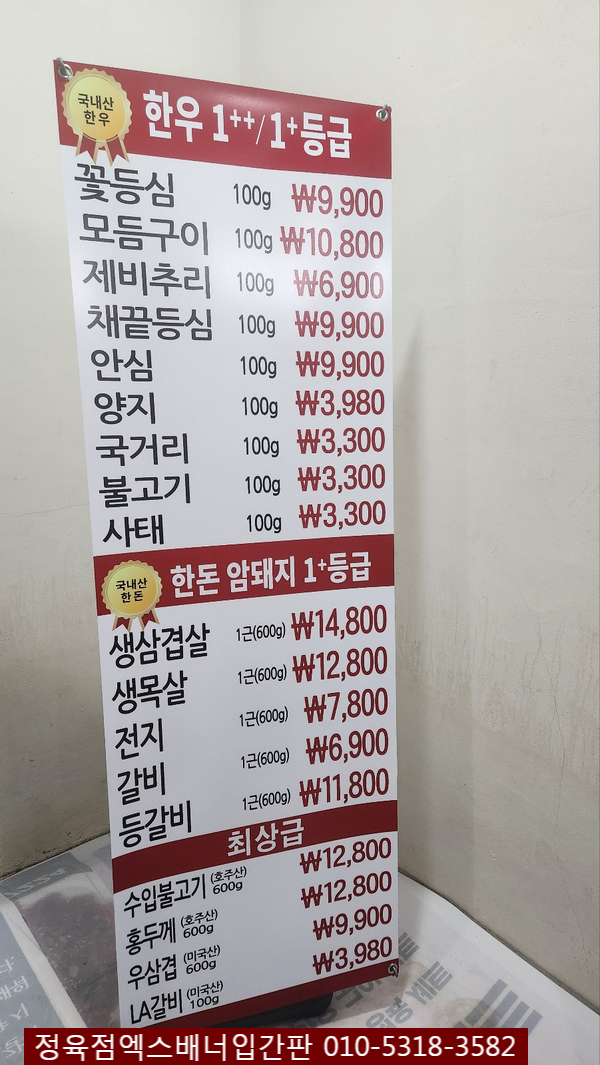 국내산
한우
한우 1++/1+등급
꽃등심 100g ₩9,900
모듬구이 100g ₩10,800
제비추리 100g ₩6,900
채끝등심 100g ₩9,900
안심 100g ₩9,900
양지 100g ₩3,980
국거리 100g ₩3,300
불고기 100g ₩3,300
사태 100g ₩3,300
국내산
한돈
한돈 암돼지 1+등급
생삼겹살 1근(600g) ₩14,800
생목살 1근(600g) ₩12,800
전지 1근(600g) ₩7,800
갈비 1근(600g) ₩6,900
등갈비 1근(600g) ₩11,800
최상급
수입불고기 (호주산) 600g ₩12,800
홍두깨 (호주산) 600g ₩12,800
우삼겹 (미국산) 600g ₩9,900
LA갈비 (미국산) 100g ₩3,980
정육점엑스배너입간판 010-5318-3582